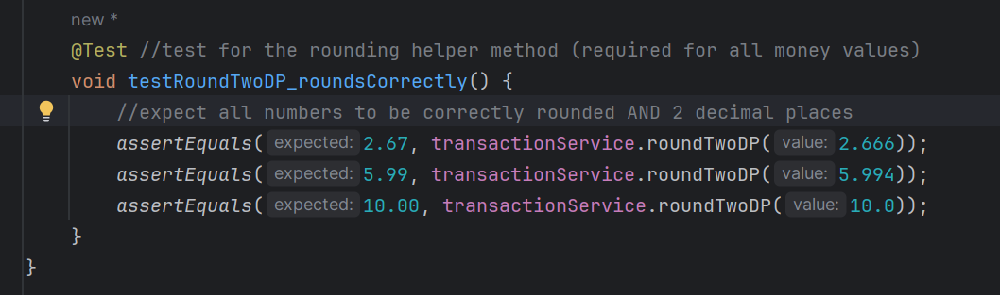 new *
@Test //test for the rounding helper method (required for all money values)
void testRoundTwoDP_roundsCorrectly() {
//expect all numbers to be correctly rounded AND 2 decimal places
assertEquals( expected: 2.67, transactionService.roundTwoDP( value: 2.666));
assertEquals( expected: 5.99, transactionService.roundTwoDP( value: 5.994));
assertEquals( expected: 10.00, transactionService.roundTwoDP( value: 10.0));
}
}